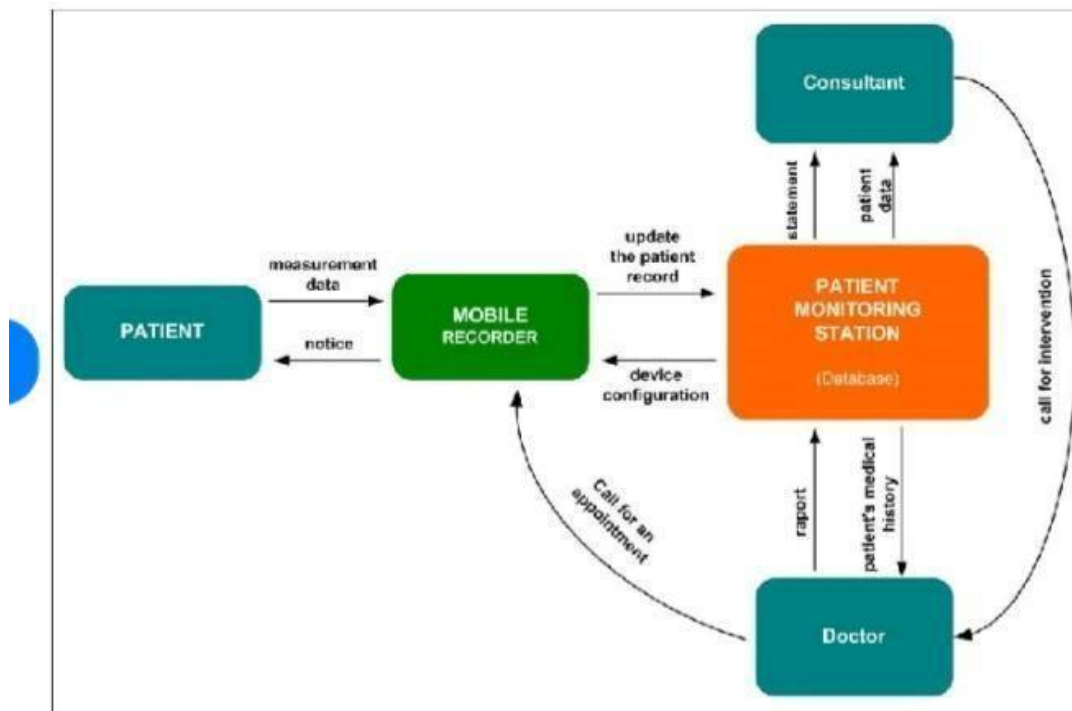 Consultant
statement
patient
data
update
the patient
record
measurement
data
PATIENT
MOBILE
RECORDER
PATIENT
MONITORING
STATION
(Database)
notice
device
configuration
call for intervention
Call for an
appointment
raport
patient's medical
history
Doctor